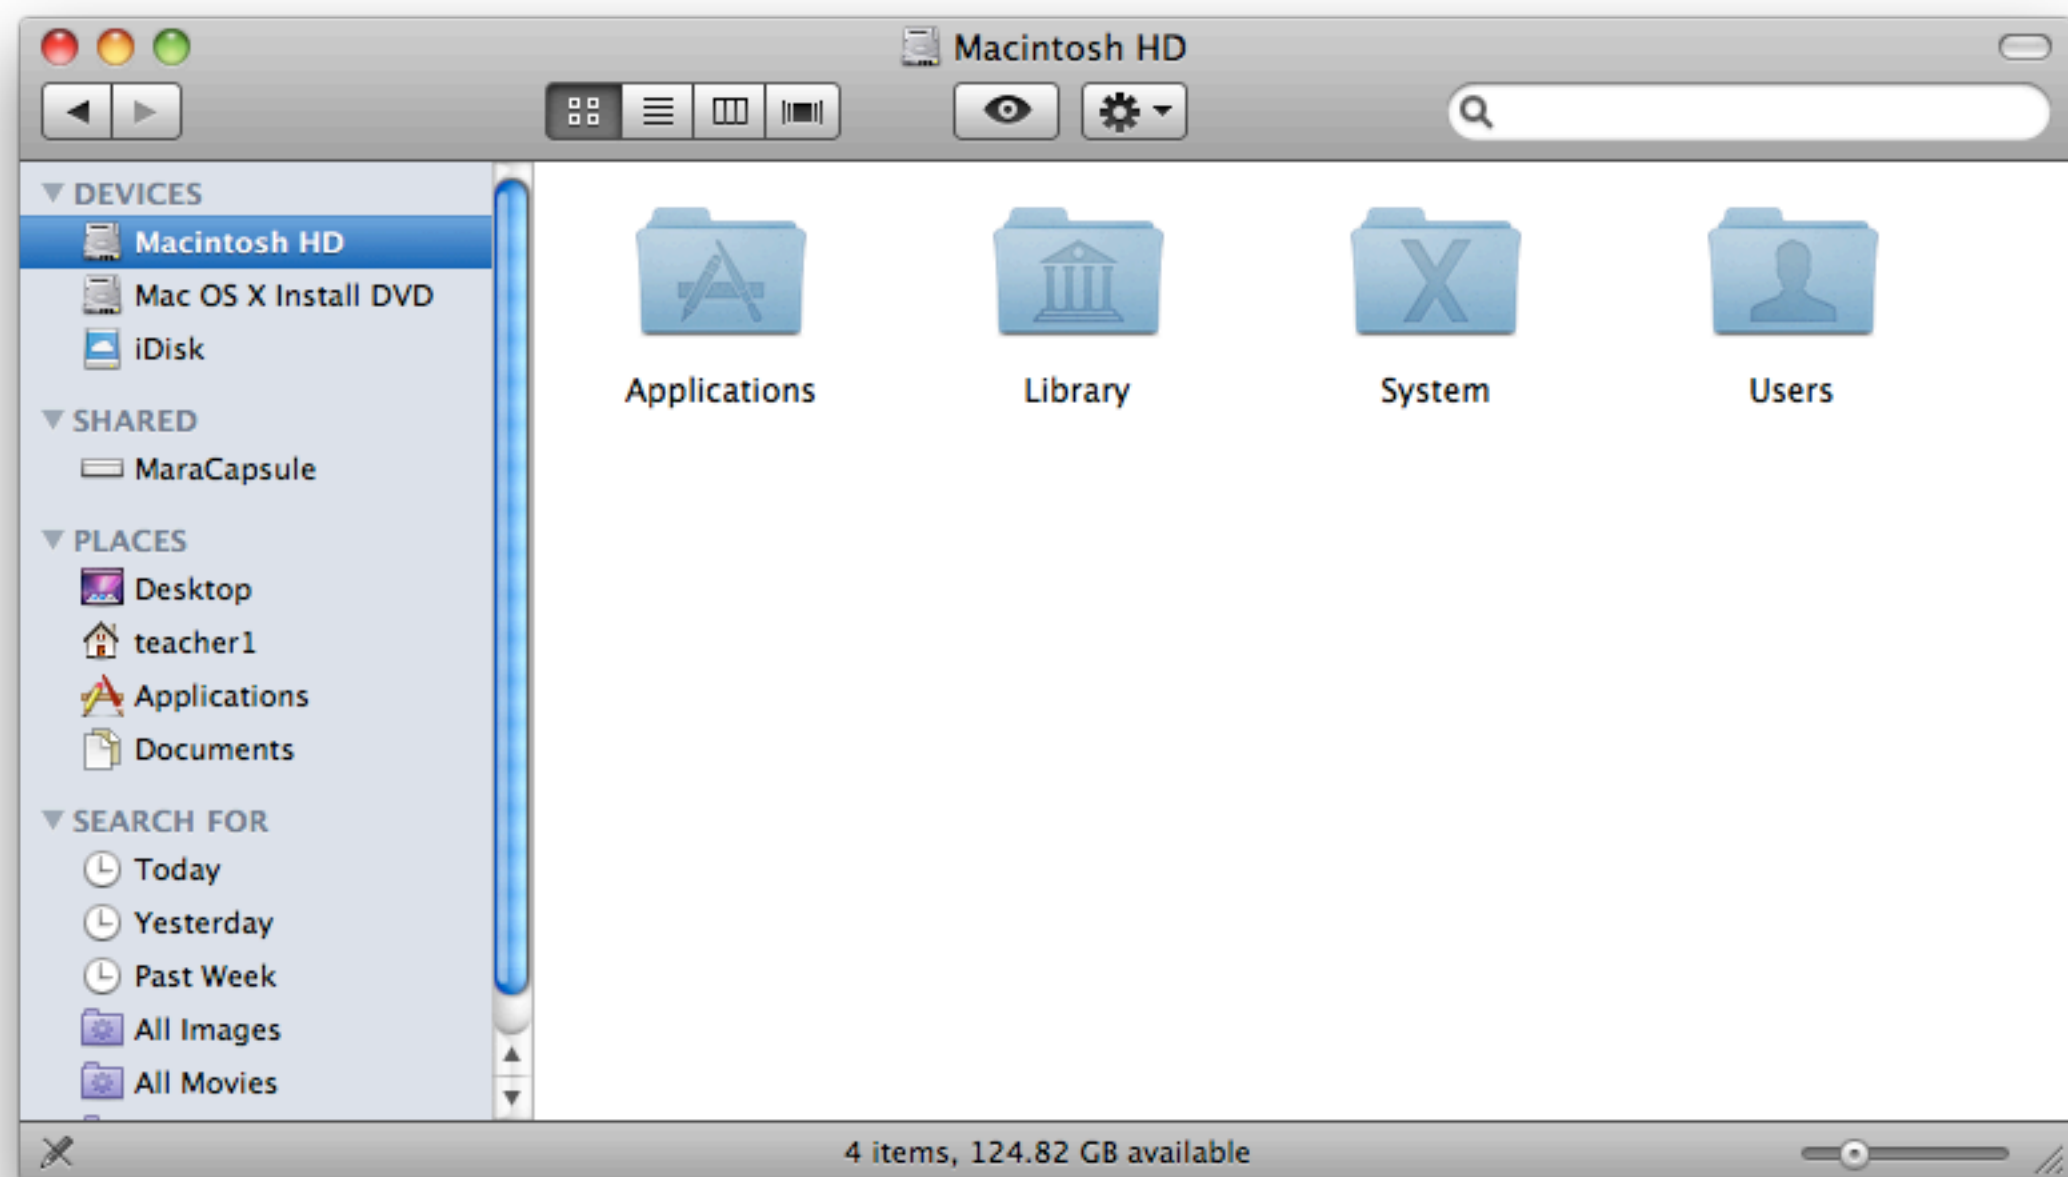 Macintosh HD
DEVICES
Macintosh HD
Mac OS X Install DVD
iDisk
SHARED
MaraCapsule
PLACES
Desktop
teacher1
Applications
Documents
SEARCH FOR
Today
Yesterday
Past Week
All Images
All Movies
Applications
Library
System
Users
4 items, 124.82 GB available